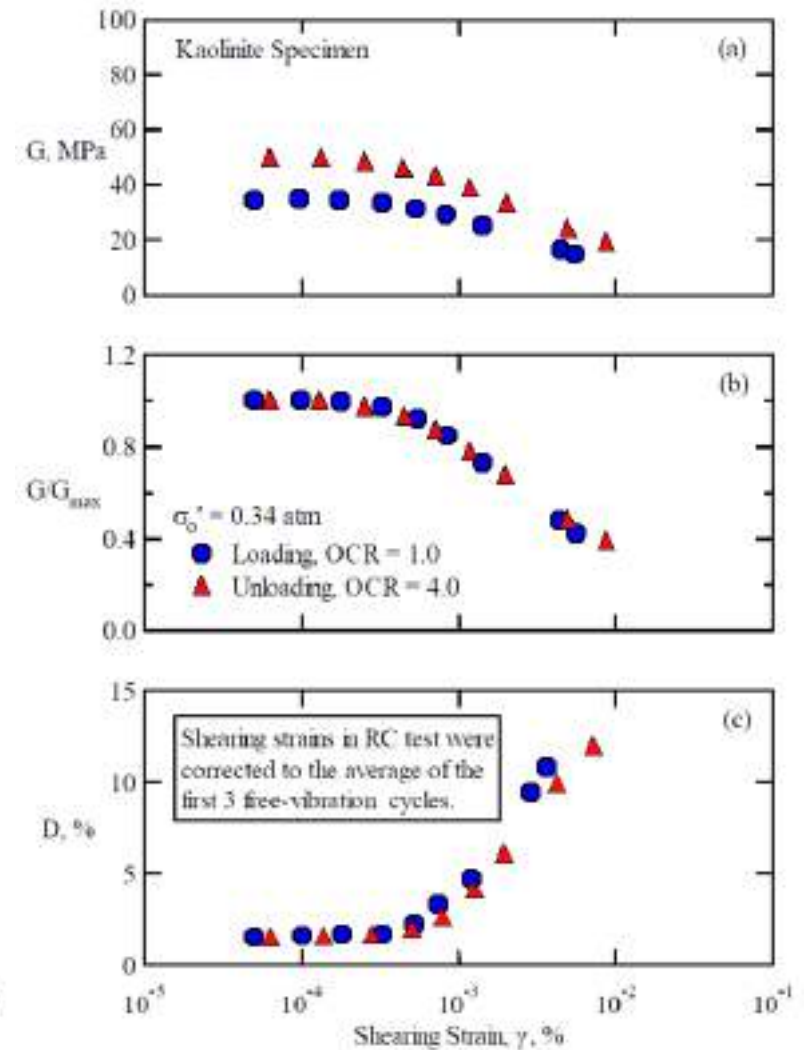 100
Kaolinite Specimen
(a)
80
60
G, MPa
40
20
0
1.2
(b)
0.8
G/Gmax
σo' = 0.34 atm
0.4
Loading, OCR = 1.0
Unloading, OCR = 4.0
0.0
15
(c)
Shearing strains in RC test were
corrected to the average of the
first 3 free-vibration cycles.
10
D, %
5
0
10-5 10-4 10-3 10-2 10-1
Shearing Strain, γ, %